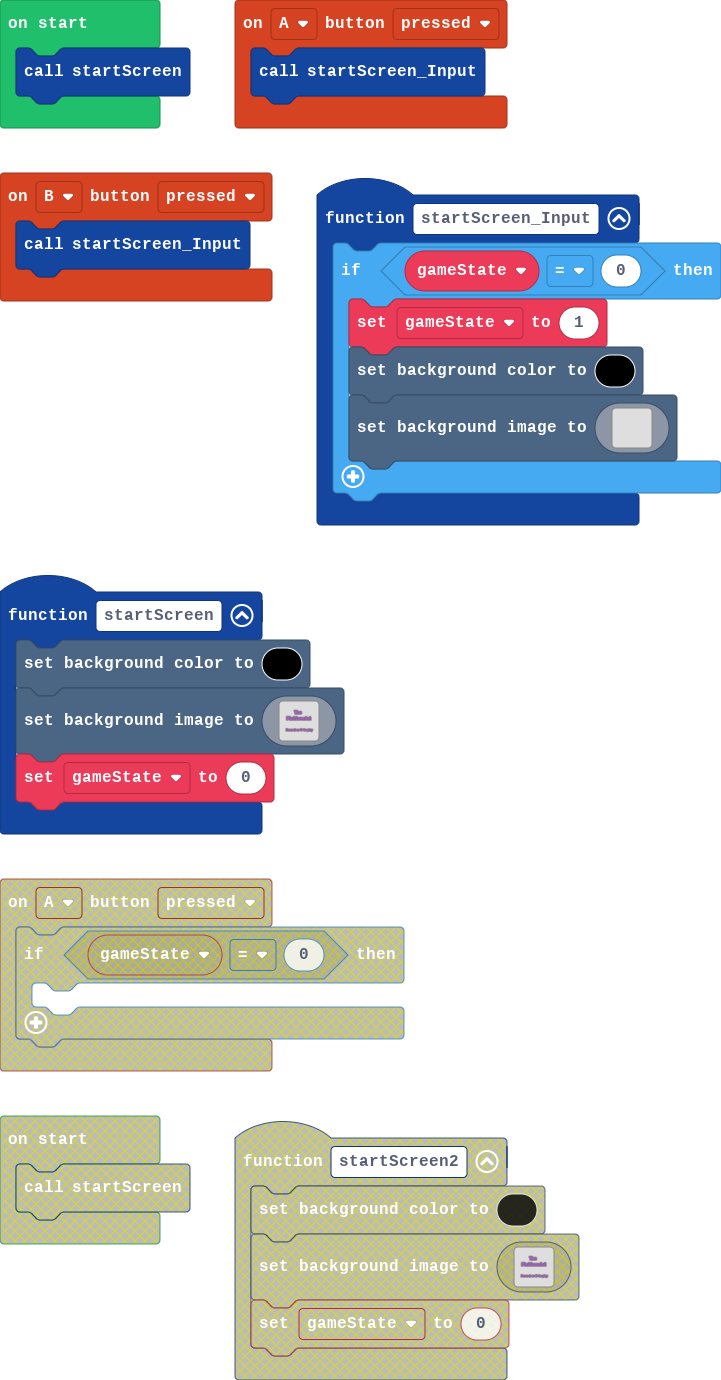 on start
call startScreen
on A button pressed
call startScreen_Input
on B button pressed
call startScreen_Input
function startScreen_Input
if gameState = 0 then
set gameState to 1
set background color to
set background image to
function startScreen
set background color to
set background image to
set gameState to 0
on A button pressed
if gameState = 0 then
on start
call startScreen
function startScreen2
set background color to
set background image to
set gameState to 0